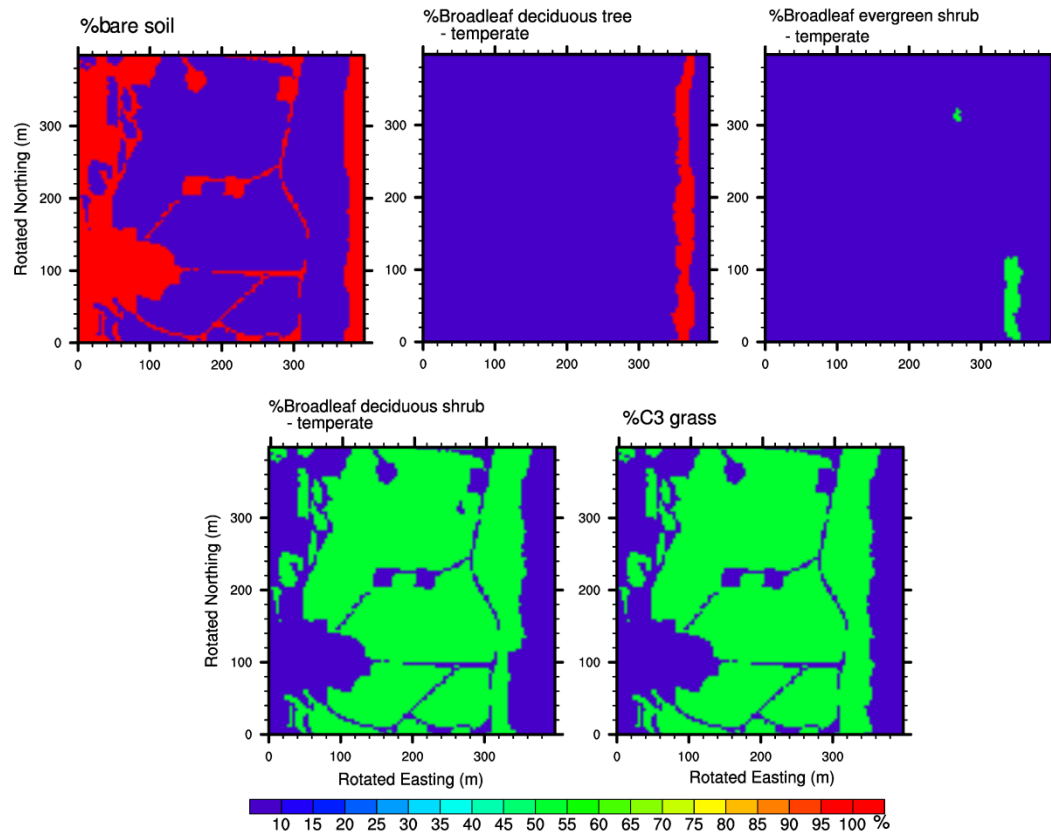 %bare soil
%Broadleaf deciduous tree
- temperate
%Broadleaf evergreen shrub
- temperate
Rotated Northing (m)
300
200
100
0
0 100 200 300
0 100 200 300
0 100 200 300
300
200
100
0
300
200
100
0
%Broadleaf deciduous shrub
- temperate
%C3 grass
Rotated Northing (m)
300
200
100
0
0 100 200 300
Rotated Easting (m)
300
200
100
0
0 100 200 300
Rotated Easting (m)
10 15 20 25 30 35 40 45 50 55 60 65 70 75 80 90 95 100 %